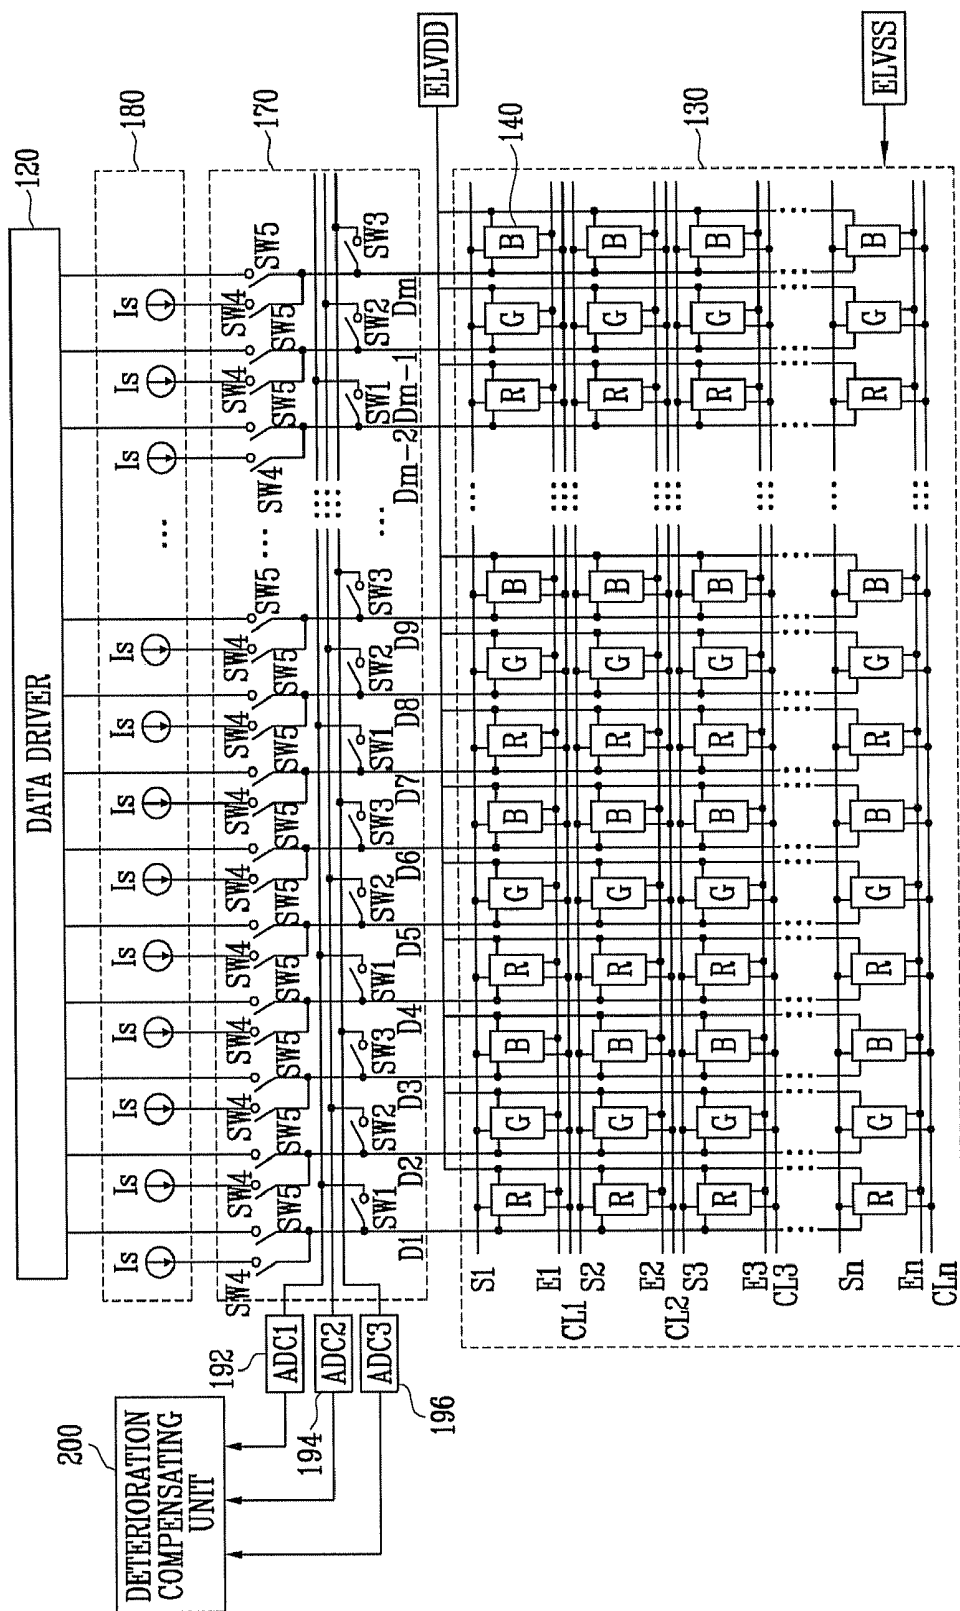 120
DATA DRIVER
180
Is Is Is Is Is Is Is Is Is ... Is Is Is
170
SW4 SW4 SW4 SW4 SW4 SW4 SW4 SW4 SW4 ... SW4 SW4 SW4
SW5 SW5 SW5 SW5 SW5 SW5 SW5 SW5 SW5 SW5 SW5 SW5
SW1 SW2 SW3 SW1 SW2 SW3 SW1 SW2 SW3 ... SW1 SW2 SW3
D1 D2 D3 D4 D5 D6 D7 D8 D9 Dm-2 Dm-1 Dm
200
DETERIORATION
COMPENSATING
UNIT
192
ADC1
194
ADC2
ADC3
196
ELVDD
140
130
ELVSS
S1
R G B R G B R G B ... R G B
E1
CL1
S2
R G B R G B R G B R G B
E2
CL2
S3
R G B R G B R G B R G B
E3
CL3
Sn
R G B R G B R G B ... R G B
En
CLn